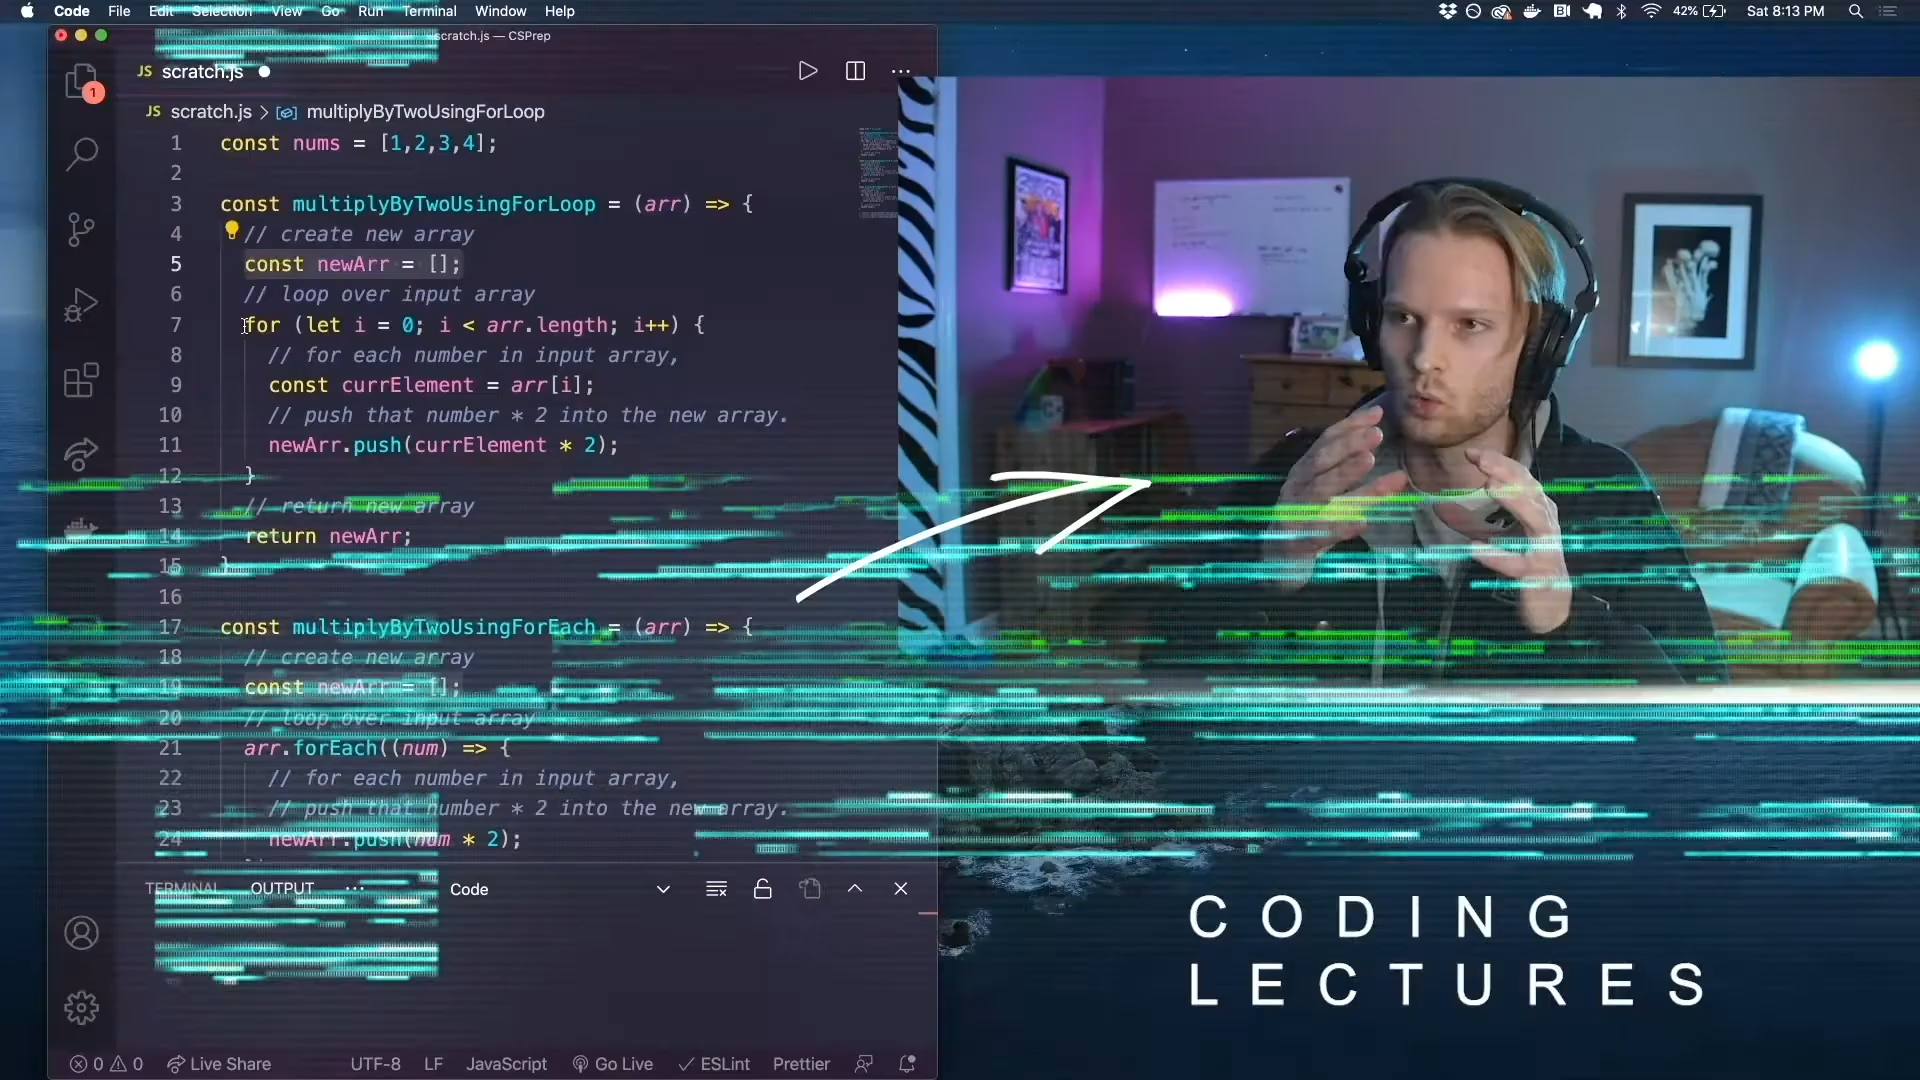 Code File Edit Selection View Go Run Terminal Window Help
42% Sat 8:13 PM
scratch.js — CSPrep
JS scratch.js
1
JS scratch.js > multiplyByTwoUsingForLoop
1 const nums = [1,2,3,4];
2
3 const multiplyByTwoUsingForLoop = (arr) => {
4 // create new array
5 const newArr = [];
6 // loop over input array
7 for (let i = 0; i < arr.length; i++) {
8 // for each number in input array,
9 const currElement = arr[i];
10 // push that number * 2 into the new array.
11 newArr.push(currElement * 2);
12 }
13 // return new array
14 return newArr;
15 }
16
17 const multiplyByTwoUsingForEach = (arr) => {
18 // create new array
19 const newArr = [];
20 // loop over input array
21 arr.forEach((num) => {
22 // for each number in input array,
23 // push that number * 2 into the new array.
24 newArr.push(num * 2);
TERMINAL OUTPUT ... Code
CODING
LECTURES
0 0 Live Share UTF-8 LF JavaScript Go Live ESLint Prettier